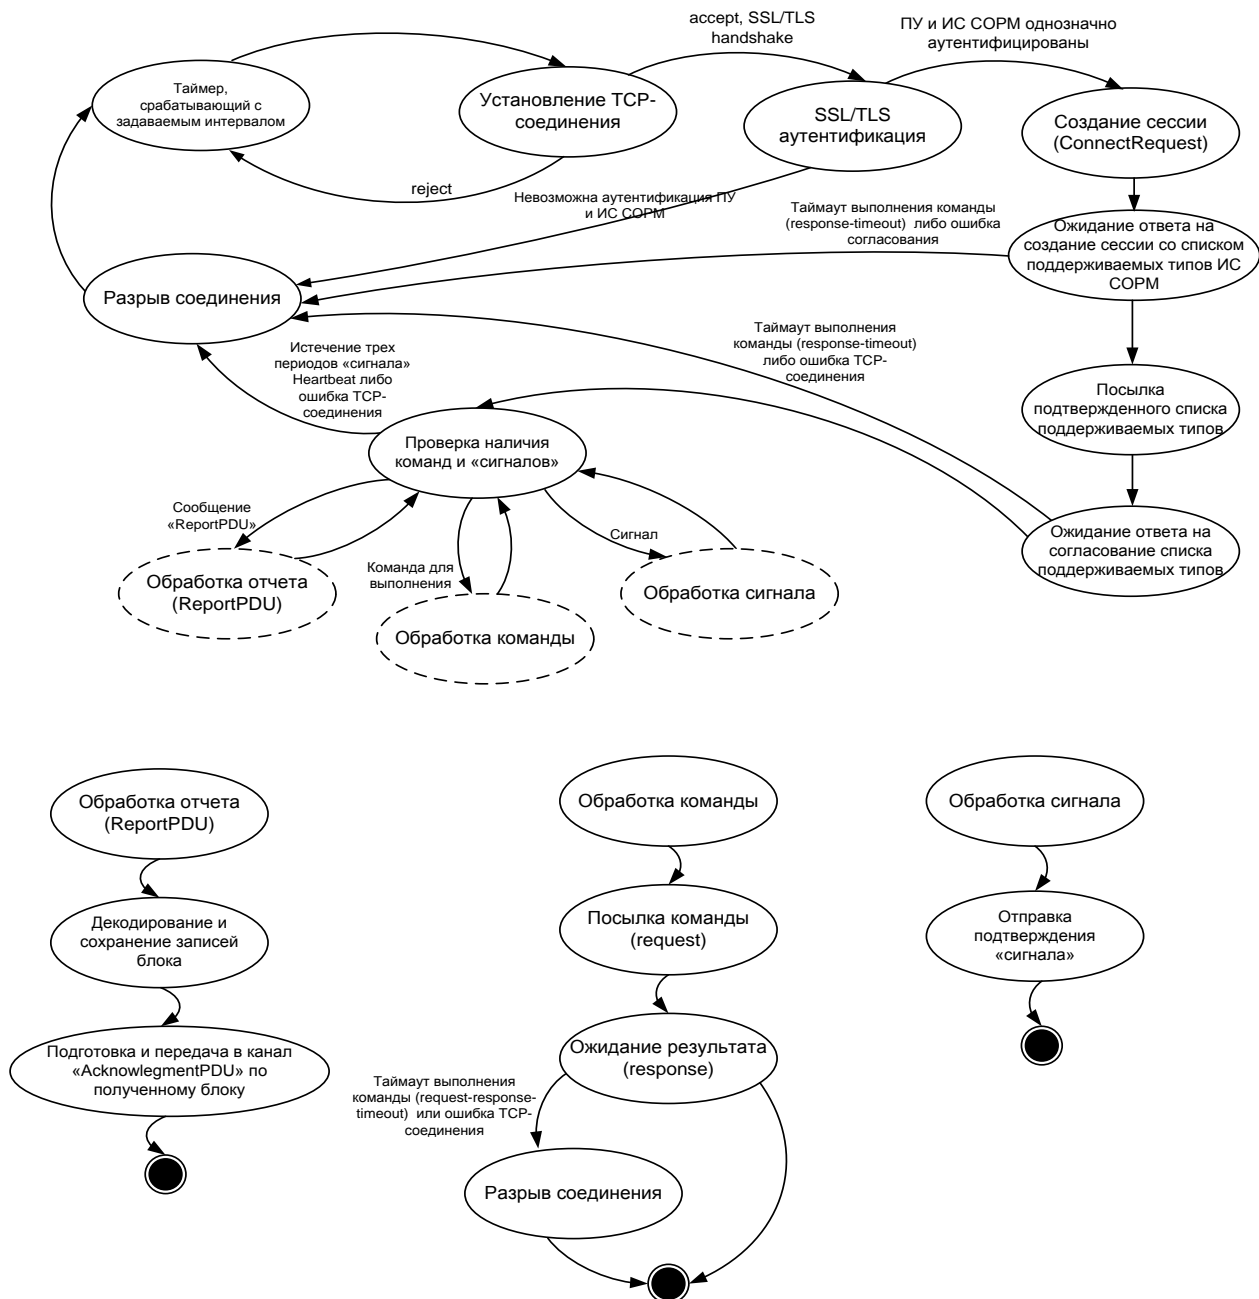 accept, SSL/TLS
handshake
ПУ и ИС СОРМ однозначно
аутентифицированы
Таймер,
срабатывающий с
задаваемым интервалом
Установление TCP-
соединения
SSL/TLS
аутентификация
Создание сессии
(ConnectRequest)
reject
Невозможна аутентификация ПУ
и ИС СОРМ
Таймаут выполнения команды
(response-timeout) либо ошибка
согласования
Ожидание ответа на
создание сессии со списком
поддерживаемых типов ИС
СОРМ
Разрыв соединения
Истечение трех
периодов «сигнала»
Heartbeat либо
ошибка TCP-
соединения
Таймаут выполнения
команды (response-timeout)
либо ошибка TCP-
соединения
Посылка
подтвержденного списка
поддерживаемых типов
Проверка наличия
команд и «сигналов»
Сообщение
«ReportPDU»
Команда для
выполнения
Сигнал
Ожидание ответа на
согласование списка
поддерживаемых типов
Обработка отчета
(ReportPDU)
Обработка команды
Обработка сигнала
Обработка отчета
(ReportPDU)
Декодирование и
сохранение записей
блока
Подготовка и передача в канал
«AcknowlegmentPDU» по
полученному блоку
Обработка команды
Посылка команды
(request)
Ожидание результата
(response)
Таймаут выполнения
команды (request-response-
timeout) или ошибка TCP-
соединения
Разрыв соединения
Обработка сигнала
Отправка
подтверждения
«сигнала»